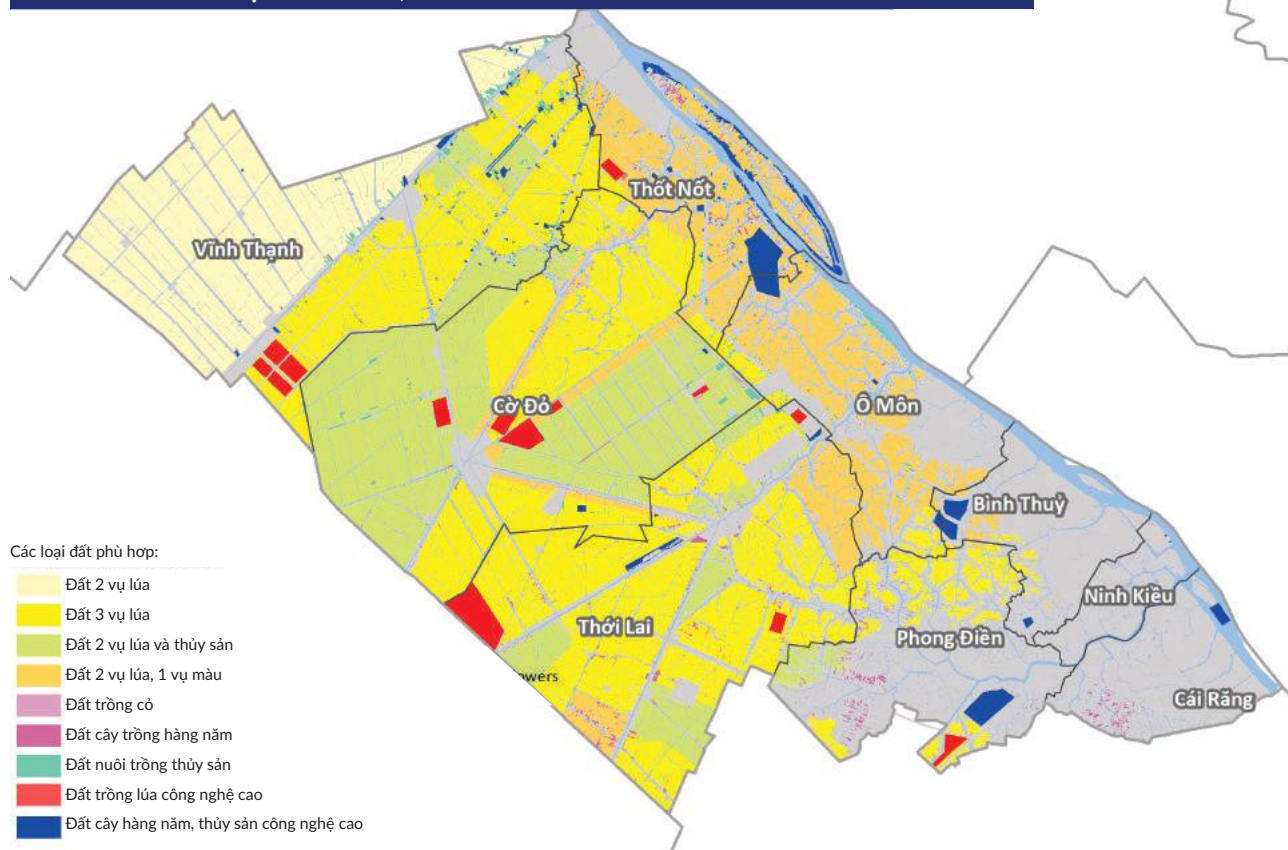 Thốt Nốt
Vĩnh Thạnh
Cờ Đỏ
Ô Môn
Bình Thuỷ
Ninh Kiều
Thới Lai
Phong Điền
Cái Răng
owers
Các loại đất phù hợp:
Đất 2 vụ lúa
Đất 3 vụ lúa
Đất 2 vụ lúa và thủy sản
Đất 2 vụ lúa, 1 vụ màu
Đất trồng cỏ
Đất cây trồng hàng năm
Đất nuôi trồng thủy sản
Đất trồng lúa công nghệ cao
Đất cây hàng năm, thủy sản công nghệ cao